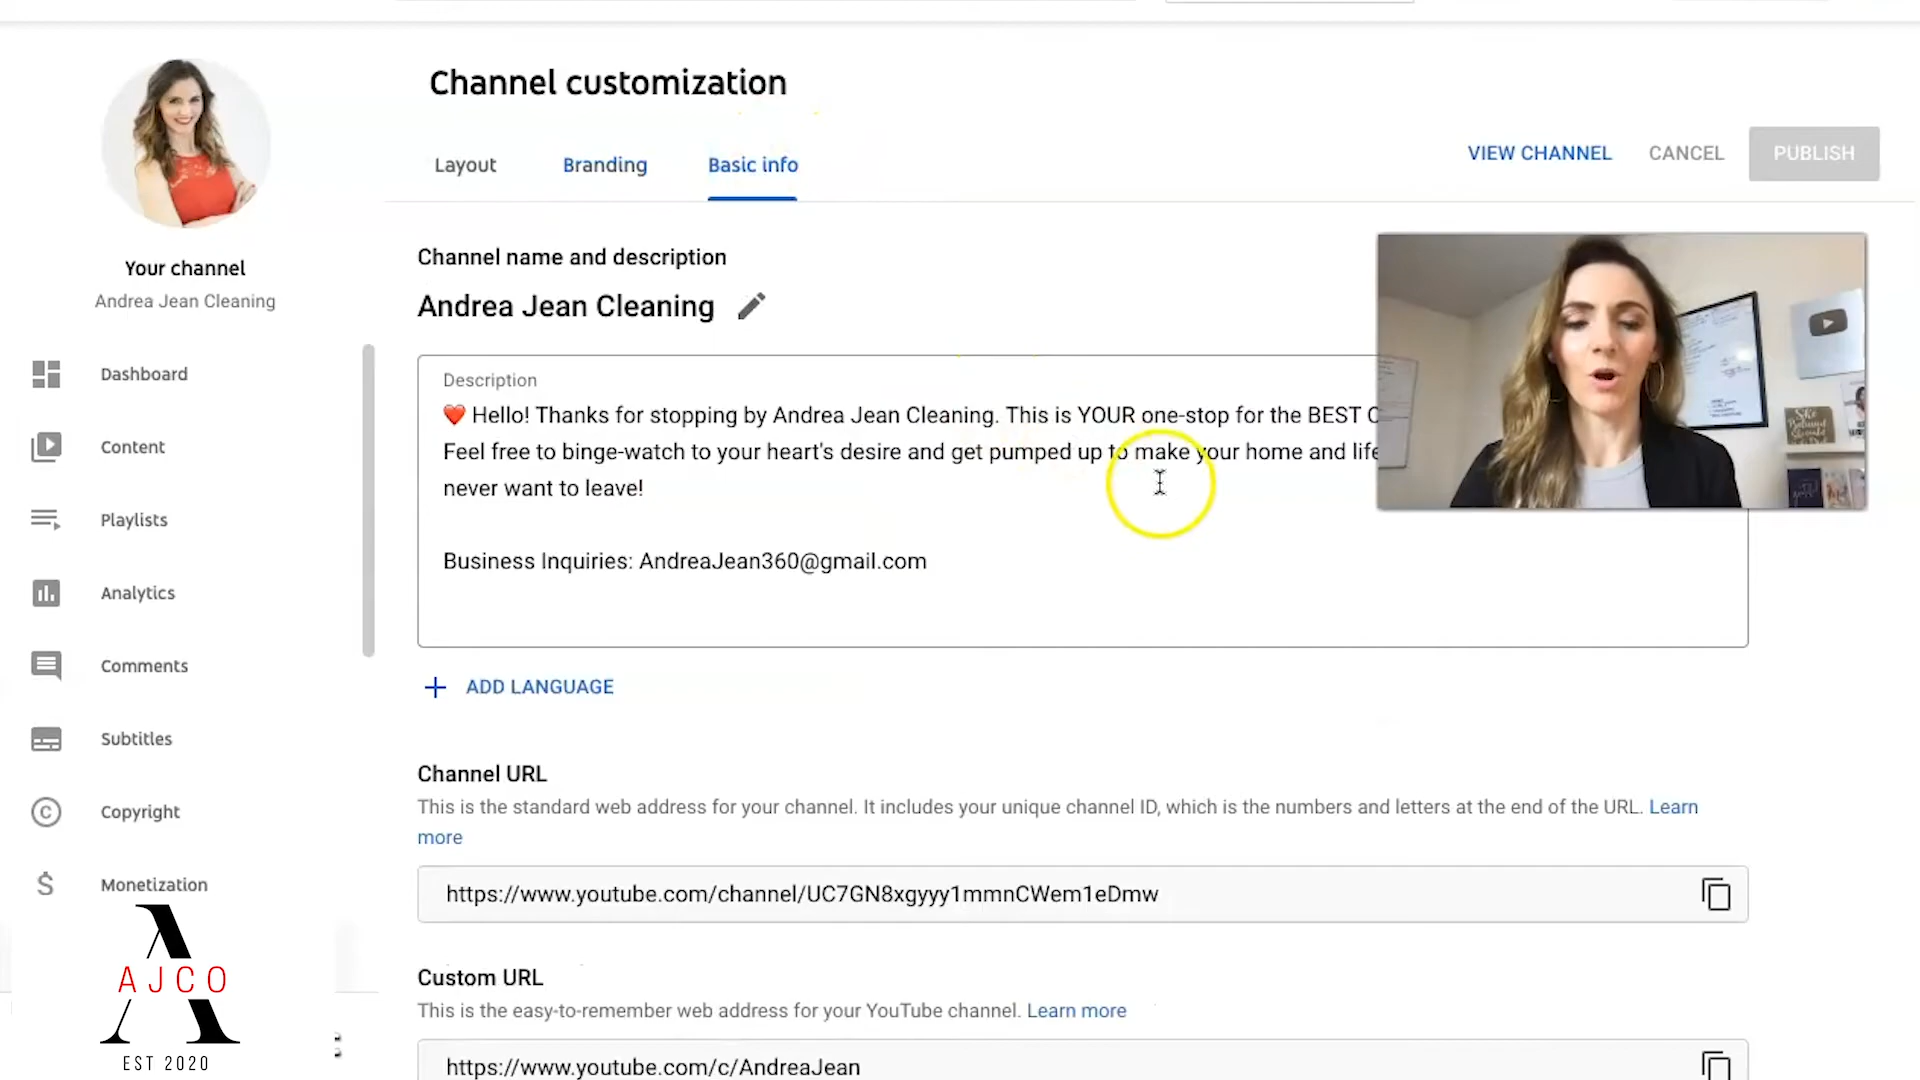 Channel customization
Layout
Branding
Basic info
VIEW CHANNEL
CANCEL
PUBLISH
Your channel
Andrea Jean Cleaning
Dashboard
Content
Playlists
Analytics
Comments
Subtitles
Copyright
Monetization
Channel name and description
Andrea Jean Cleaning
Description
❤️ Hello! Thanks for stopping by Andrea Jean Cleaning. This is YOUR one-stop for the BEST
Feel free to binge-watch to your heart's desire and get pumped up to make your home and life
never want to leave!
Business Inquiries: AndreaJean360@gmail.com
+ ADD LANGUAGE
Channel URL
This is the standard web address for your channel. It includes your unique channel ID, which is the numbers and letters at the end of the URL. Learn
more
https://www.youtube.com/channel/UC7GN8xgyyy1mmnCWem1eDmw
Custom URL
This is the easy-to-remember web address for your YouTube channel. Learn more
https://www.youtube.com/c/AndreaJean
AJCO
EST 2020